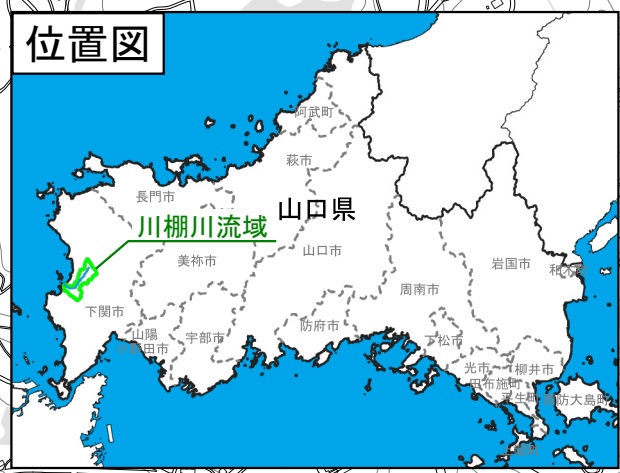 位置図
阿武町
萩市
長門市
山口県
川棚川流域
山口市
美祢市
岩国市
和木町
周南市
下関市
防府市
山陽
小野田市
宇部市
下松市
光市
柳井市
田布施町
平生町
防大島町